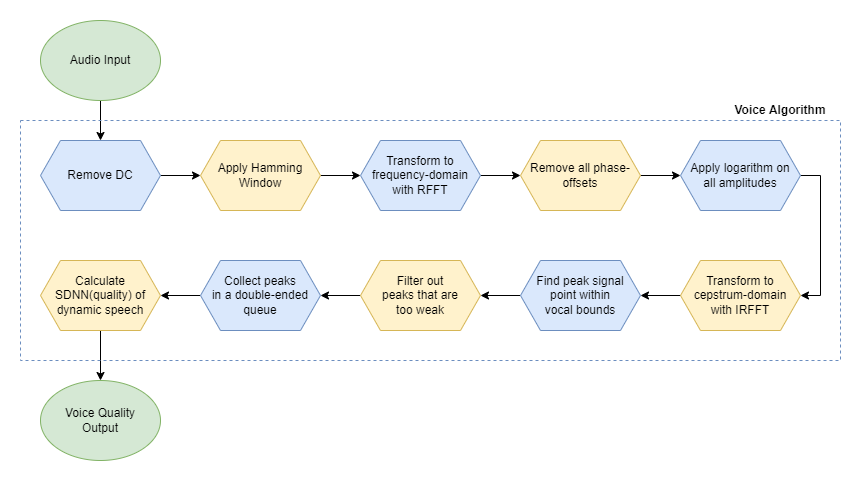 Audio Input
Voice Algorithm
Remove DC
Apply Hamming
Window
Transform to
frequency-domain
with RFFT
Remove all phase-
offsets
Apply logarithm on
all amplitudes
Calculate
SDNN(quality) of
dynamic speech
Collect peaks
in a double-ended
queue
Filter out
peaks that are
too weak
Find peak signal
point within
vocal bounds
Transform to
cepstrum-domain
with IRFFT
Voice Quality
Output